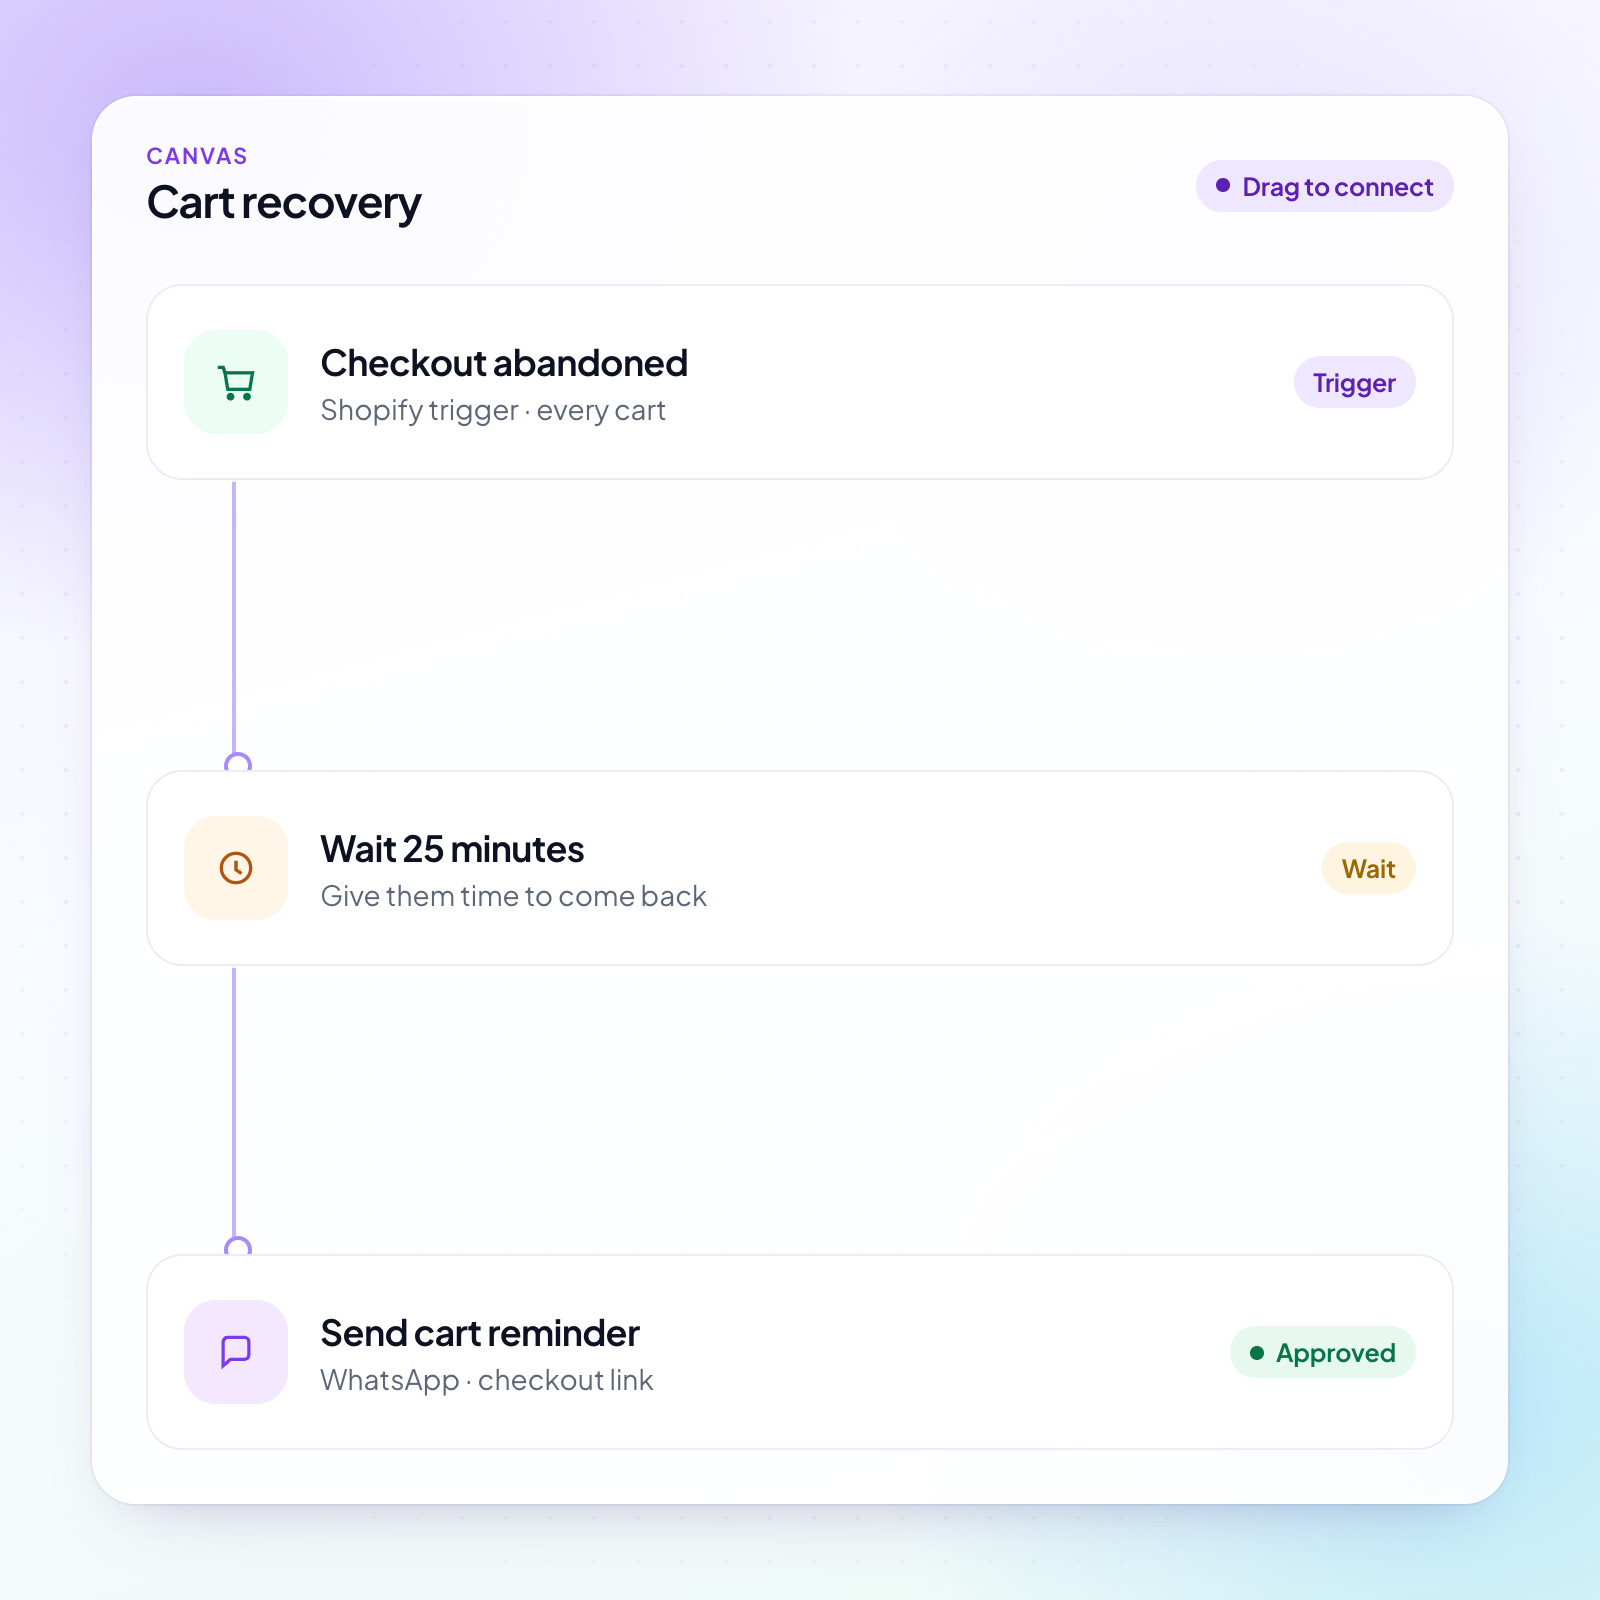 CANVAS
Cart recovery
Drag to connect
Checkout abandoned
Shopify trigger · every cart
Trigger
Wait 25 minutes
Give them time to come back
Wait
Send cart reminder
WhatsApp · checkout link
Approved